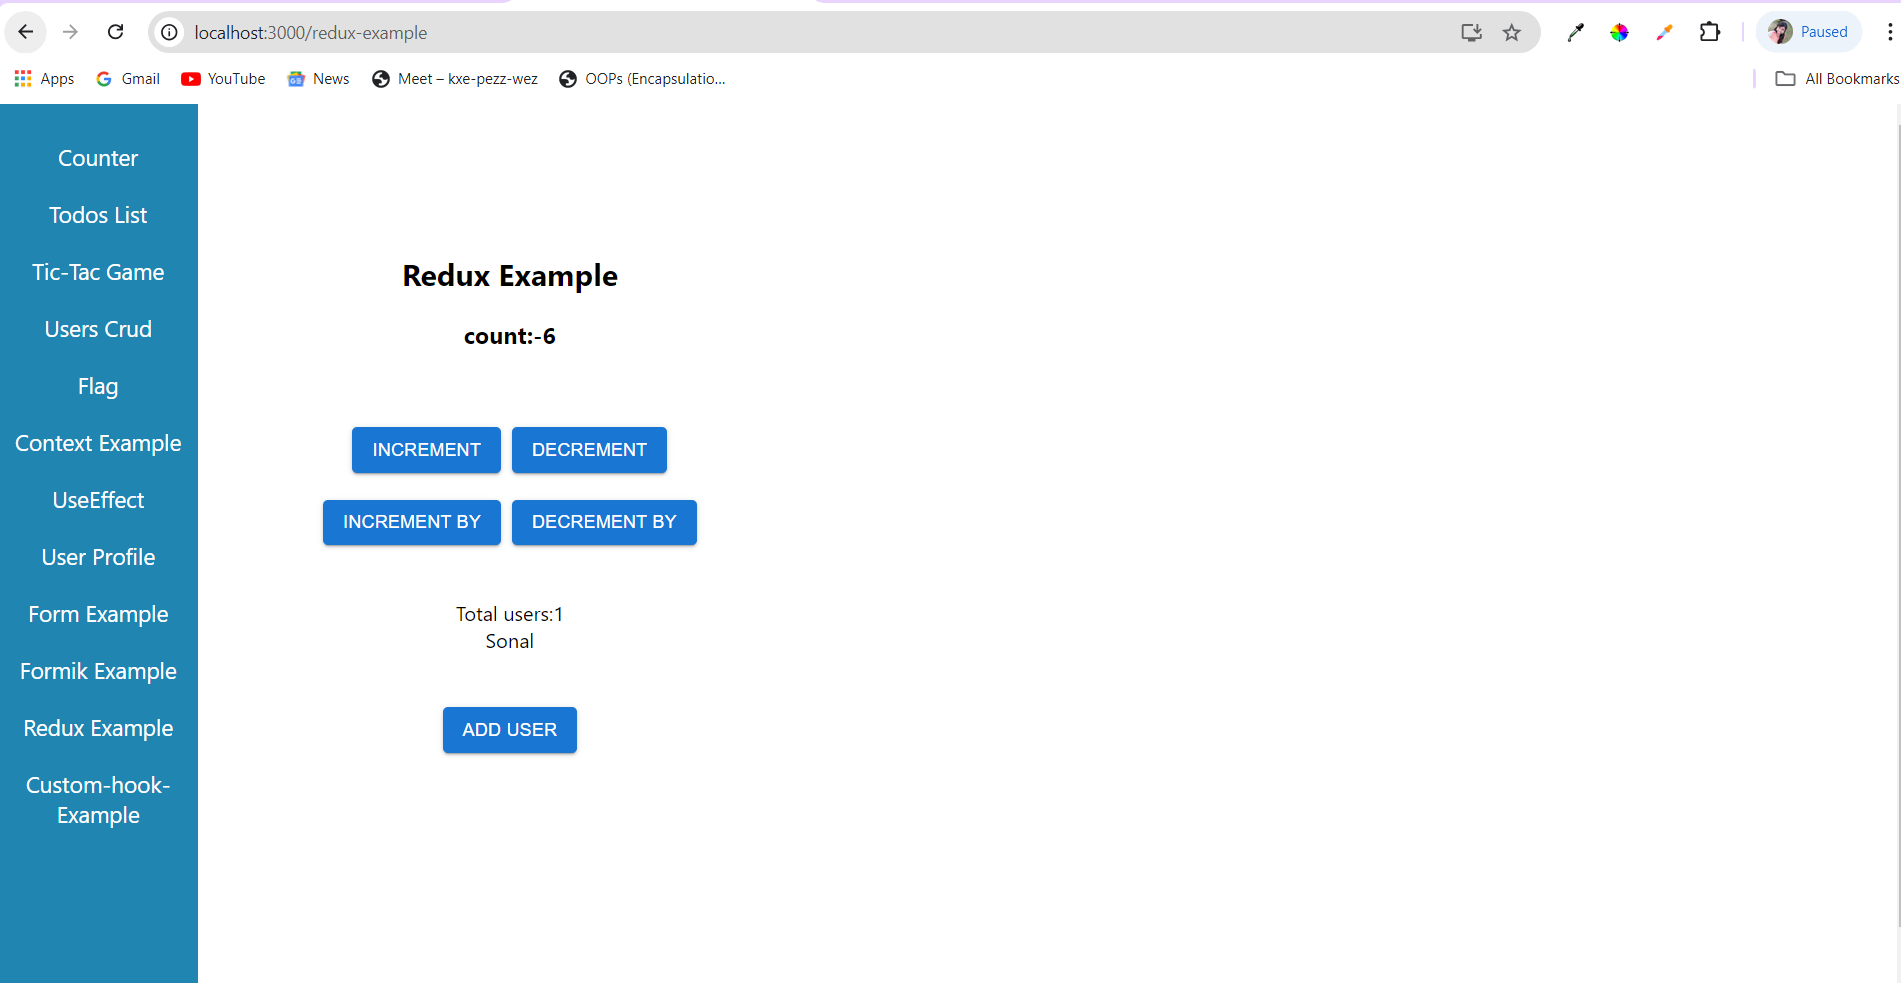 localhost:3000/redux-example
Paused
Apps
Gmail
YouTube
News
Meet – kxe-pezz-wez
OOPs (Encapsulatio...
All Bookmarks
Counter
Todos List
Tic-Tac Game
Users Crud
Flag
Context Example
UseEffect
User Profile
Form Example
Formik Example
Redux Example
Custom-hook-
Example
Redux Example
count:-6
INCREMENT
DECREMENT
INCREMENT BY
DECREMENT BY
Total users:1
Sonal
ADD USER